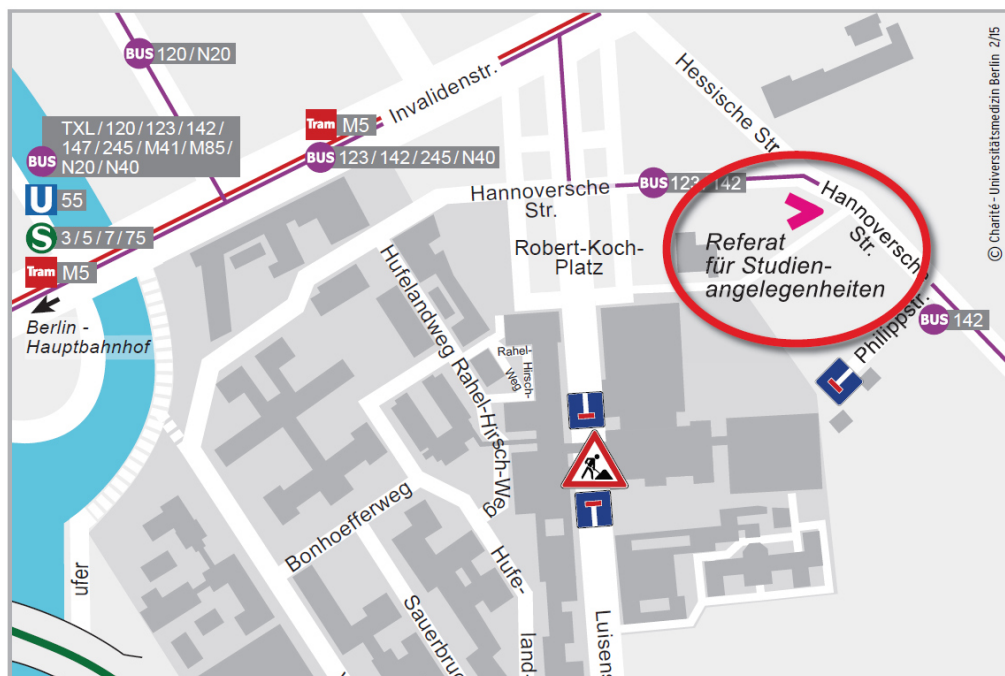 BUS 120 / N20
TXL / 120 / 123 / 142 /
147 / 245 / M41 / M85 /
BUS N20 / N40
U 55
S 3 / 5 / 7 / 75
Tram M5
Berlin -
Hauptbahnhof
Tram M5
BUS 123 / 142 / 245 / N40
Invalidenstr.
Hessische Str.
Hannoversche
Str.
BUS 123 / 142
Hannoversche
Str.
Robert-Koch-
Platz
Referat
für Studien-
angelegenheiten
BUS 142
Philippstr.
Hufelandweg
Rahel-
Hirsch-
Weg
Rahel-Hirsch-Weg
Bonhoefferweg
Hufe-
land-
Sauerbruc
Luisens
ufer
© Charité - Universitätsmedizin Berlin 2/15